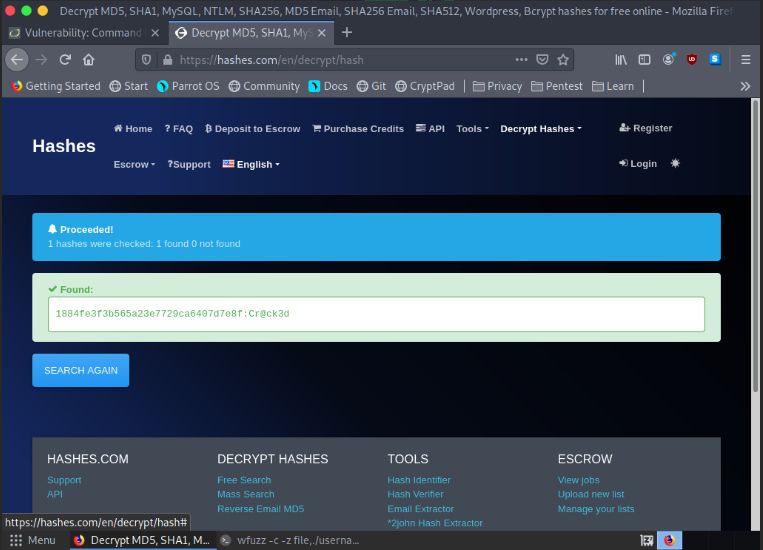 Decrypt MD5, SHA1, MySQL, NTLM, SHA256, MD5 Email, SHA256 Email, SHA512, Wordpress, Bcrypt hashes for free online - Mozilla Firef
Vulnerability: Command
Decrypt MD5, SHA1, MyS
https://hashes.com/en/decrypt/hash
Getting Started
Start
Parrot OS
Community
Docs
Git
CryptPad
Privacy
Pentest
Learn
Hashes
Home
? FAQ
Deposit to Escrow
Purchase Credits
API
Tools
Decrypt Hashes
Register
Escrow
?Support
English
Login
Proceeded!
1 hashes were checked: 1 found 0 not found
Found:
1884fe3f3b565a23e7729ca6407d7e8f:Cr@ck3d
SEARCH AGAIN
HASHES.COM
Support
API
DECRYPT HASHES
Free Search
Mass Search
Reverse Email MD5
TOOLS
Hash Identifier
Hash Verifier
Email Extractor
*2john Hash Extractor
ESCROW
View jobs
Upload new list
Manage your lists
https://hashes.com/en/decrypt/hash#
Menu
Decrypt MD5, SHA1, M...
wfuzz -c -z file,./userna...